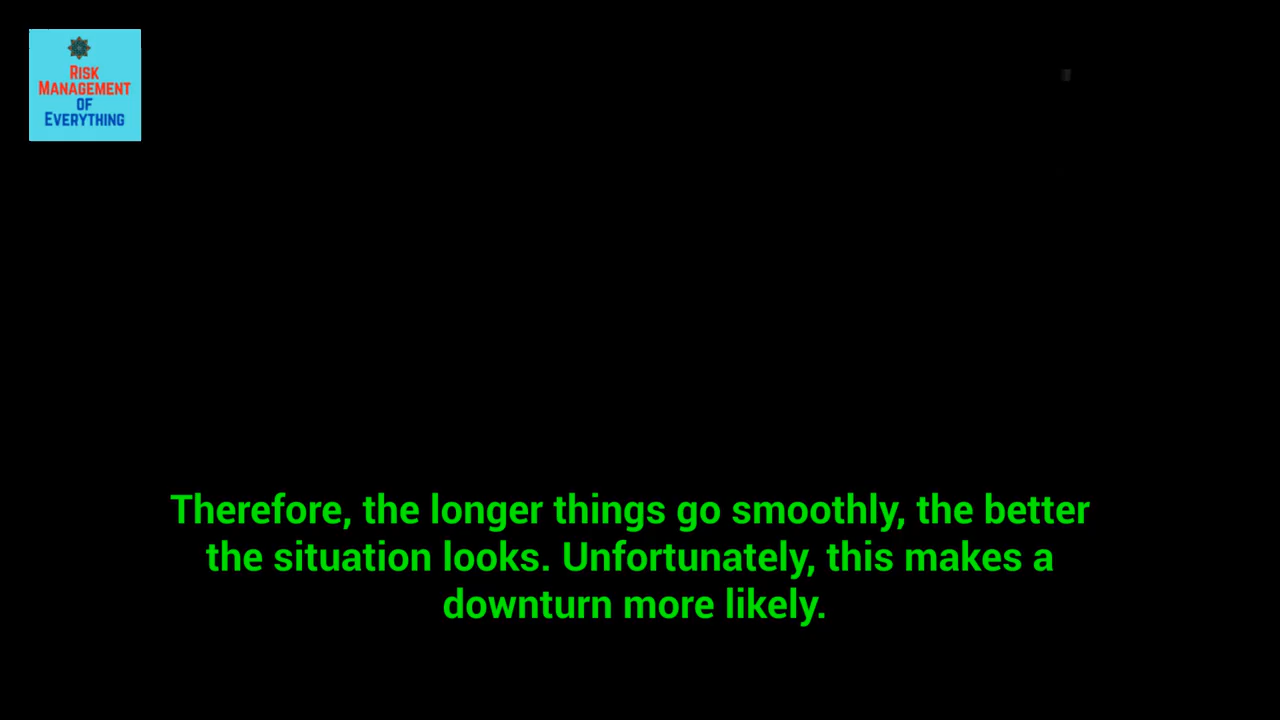 Risk
Management
of
Everything
Therefore, the longer things go smoothly, the better
the situation looks. Unfortunately, this makes a
downturn more likely.